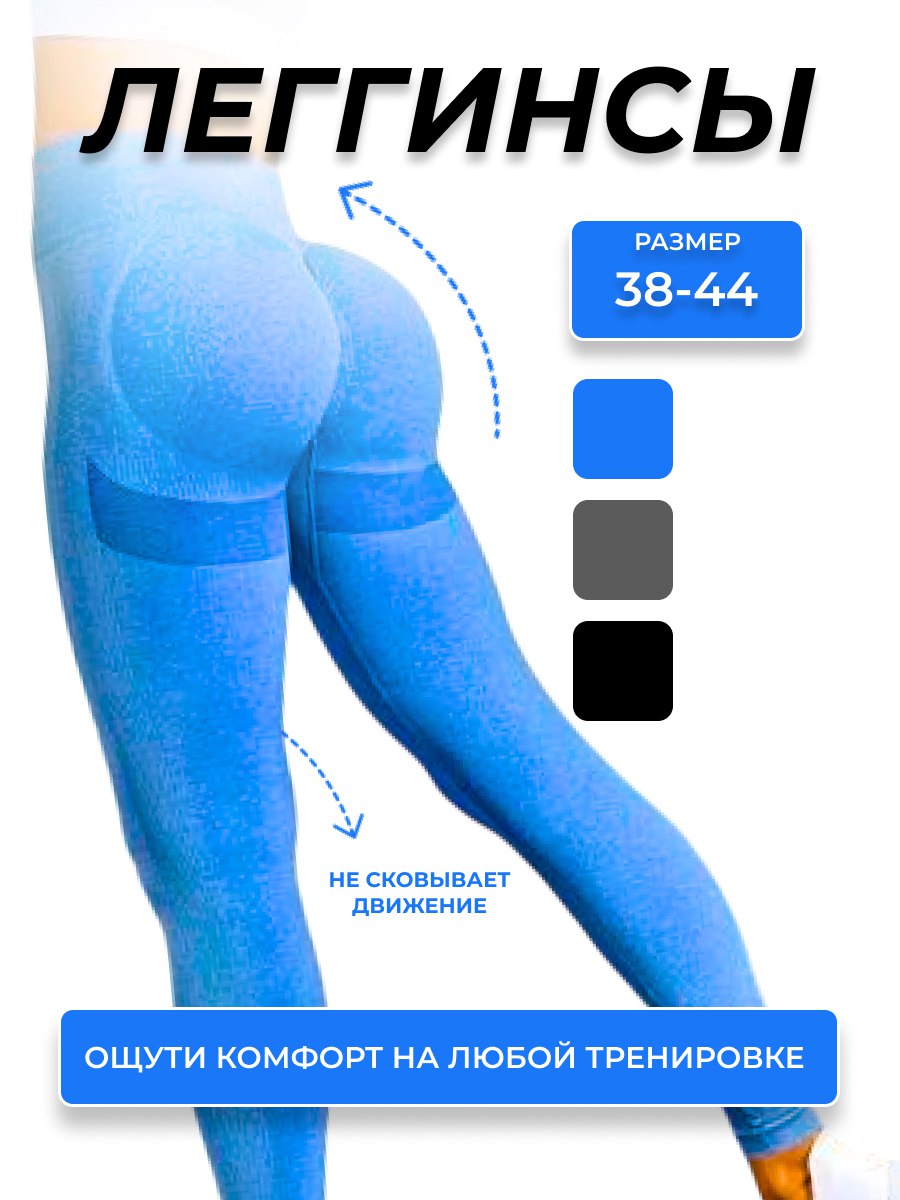 ЛЕГГИНСЫ
РАЗМЕР
38-44
НЕ СКОВЫВАЕТ
ДВИЖЕНИЕ
ОЩУТИ КОМФОРТ НА ЛЮБОЙ ТРЕНИРОВКЕ